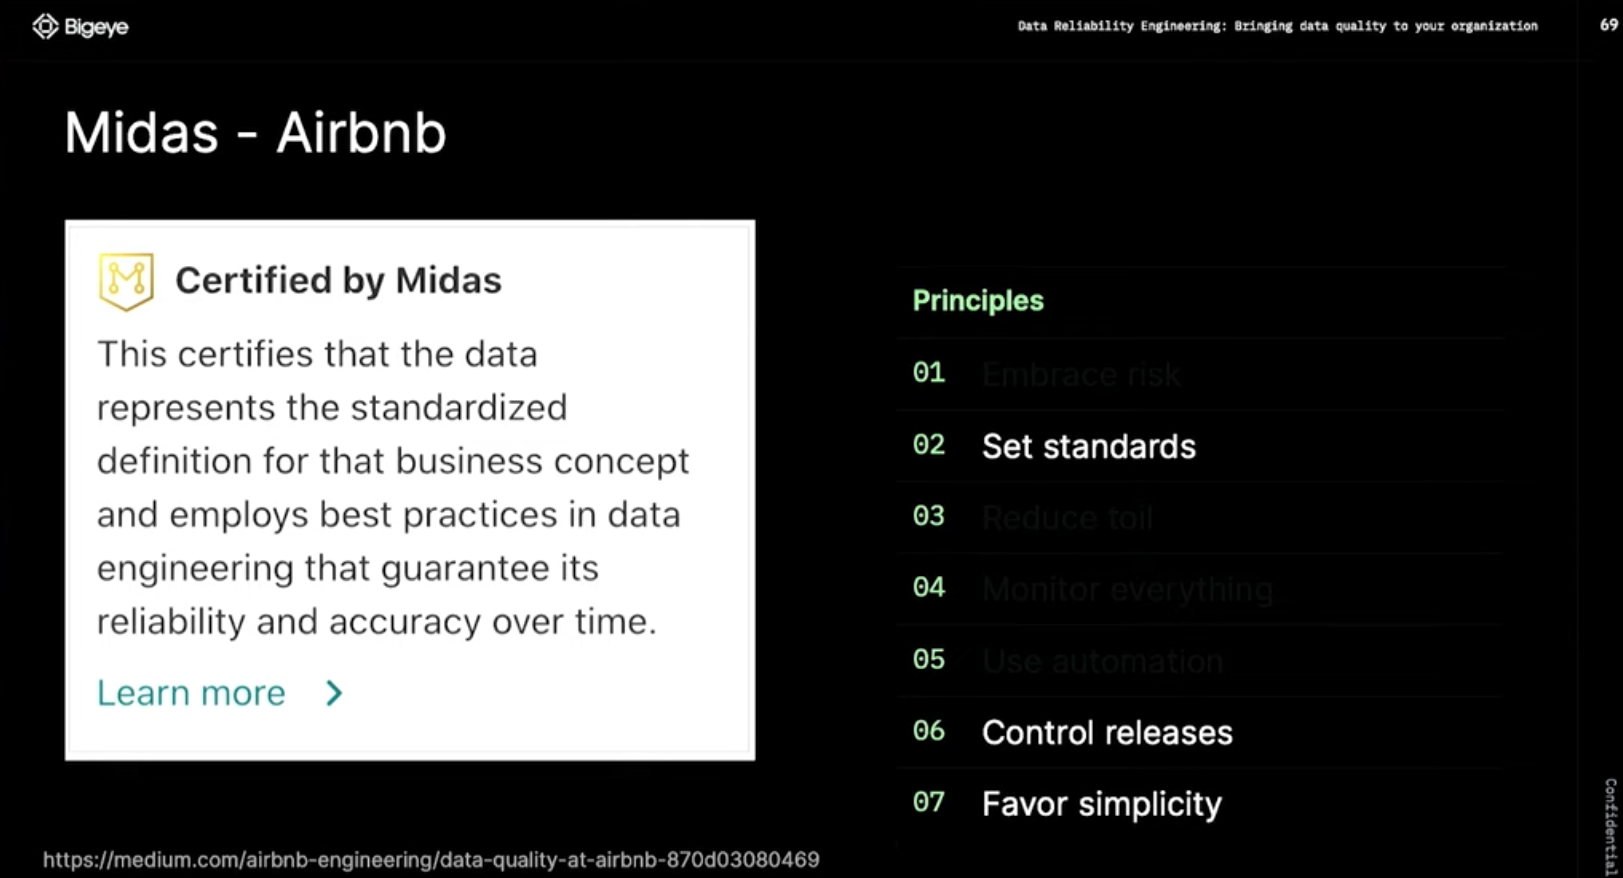 Bigeye
Data Reliability Engineering: Bringing data quality to your organization
69
Midas - Airbnb
Certified by Midas
This certifies that the data
represents the standardized
definition for that business concept
and employs best practices in data
engineering that guarantee its
reliability and accuracy over time.
Learn more
Principles
01 Embrace risk
02 Set standards
03 Reduce toil
04 Monitor everything
05 Use automation
06 Control releases
07 Favor simplicity
https://medium.com/airbnb-engineering/data-quality-at-airbnb-870d03080469
Confidential